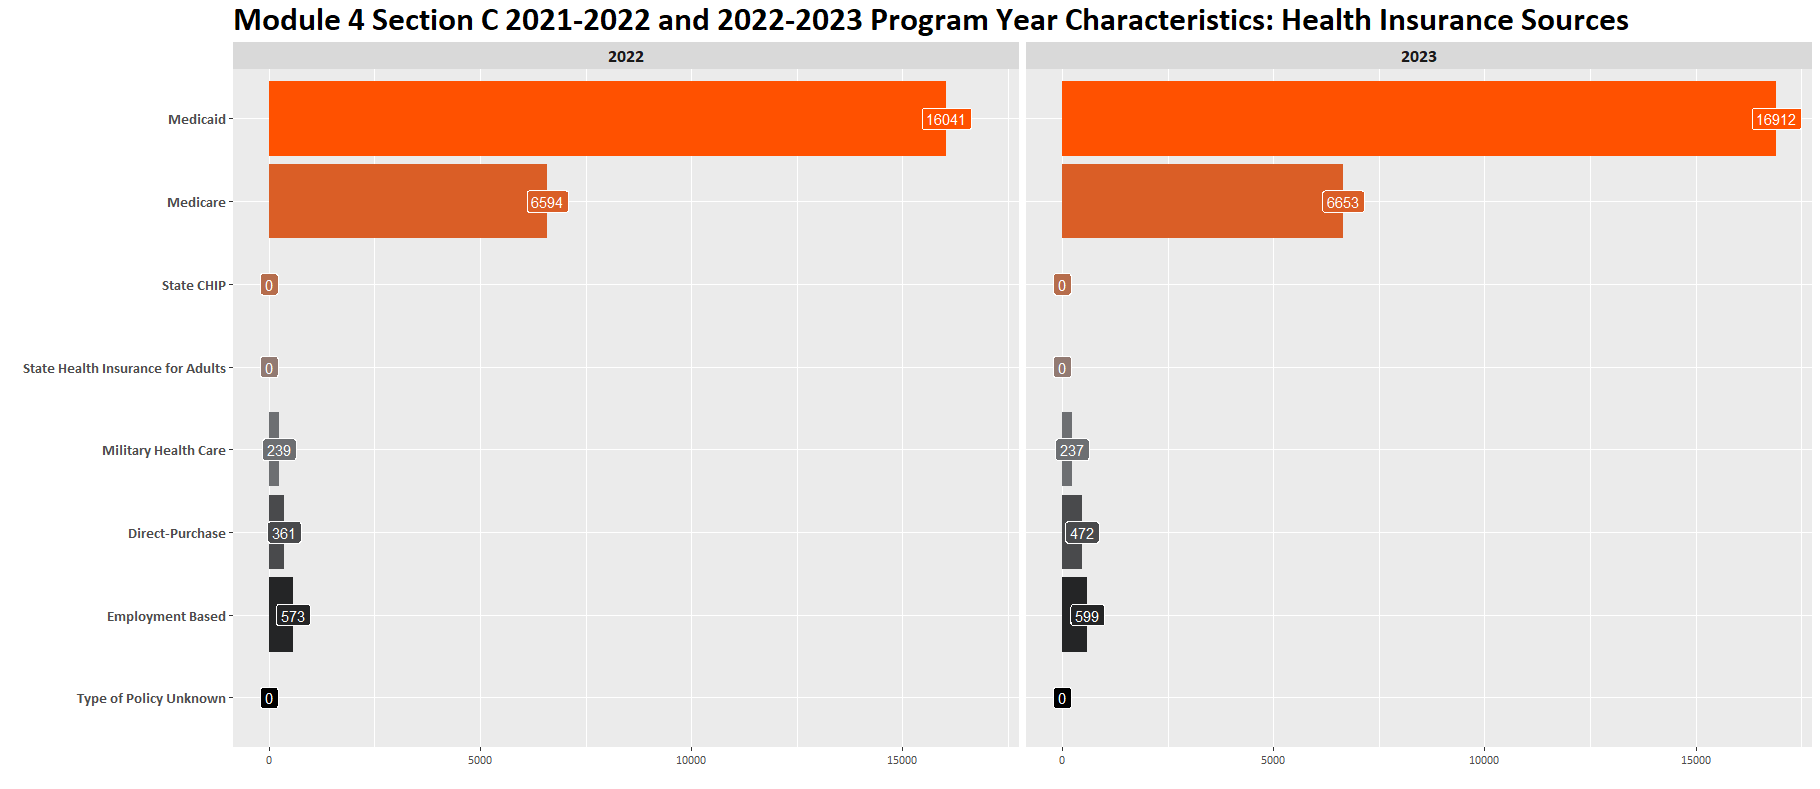 Module 4 Section C 2021-2022 and 2022-2023 Program Year Characteristics: Health Insurance Sources
2022
2023
Medicaid
16041
16912
Medicare
6594
6653
State CHIP
0
0
State Health Insurance for Adults
0
0
Military Health Care
239
237
Direct-Purchase
361
472
Employment Based
573
599
Type of Policy Unknown
0
0
0
5000
10000
15000
0
5000
10000
15000